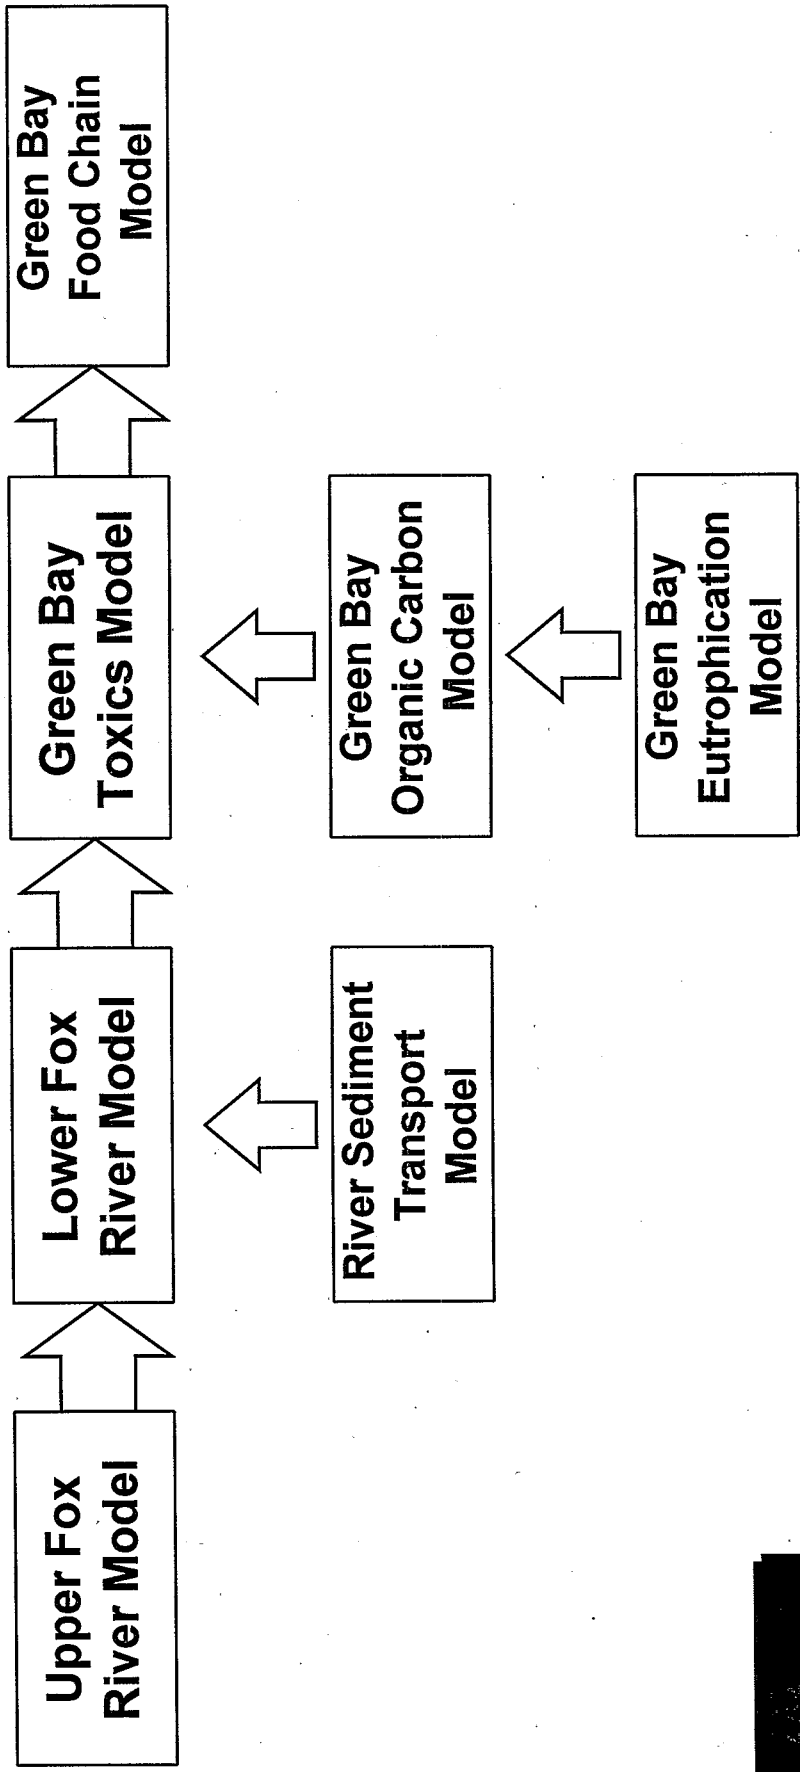 Upper Fox
River Model
Lower Fox
River Model
Green Bay
Toxics Model
Green Bay
Food Chain
Model
River Sediment
Transport
Model
Green Bay
Organic Carbon
Model
Green Bay
Eutrophication
Model